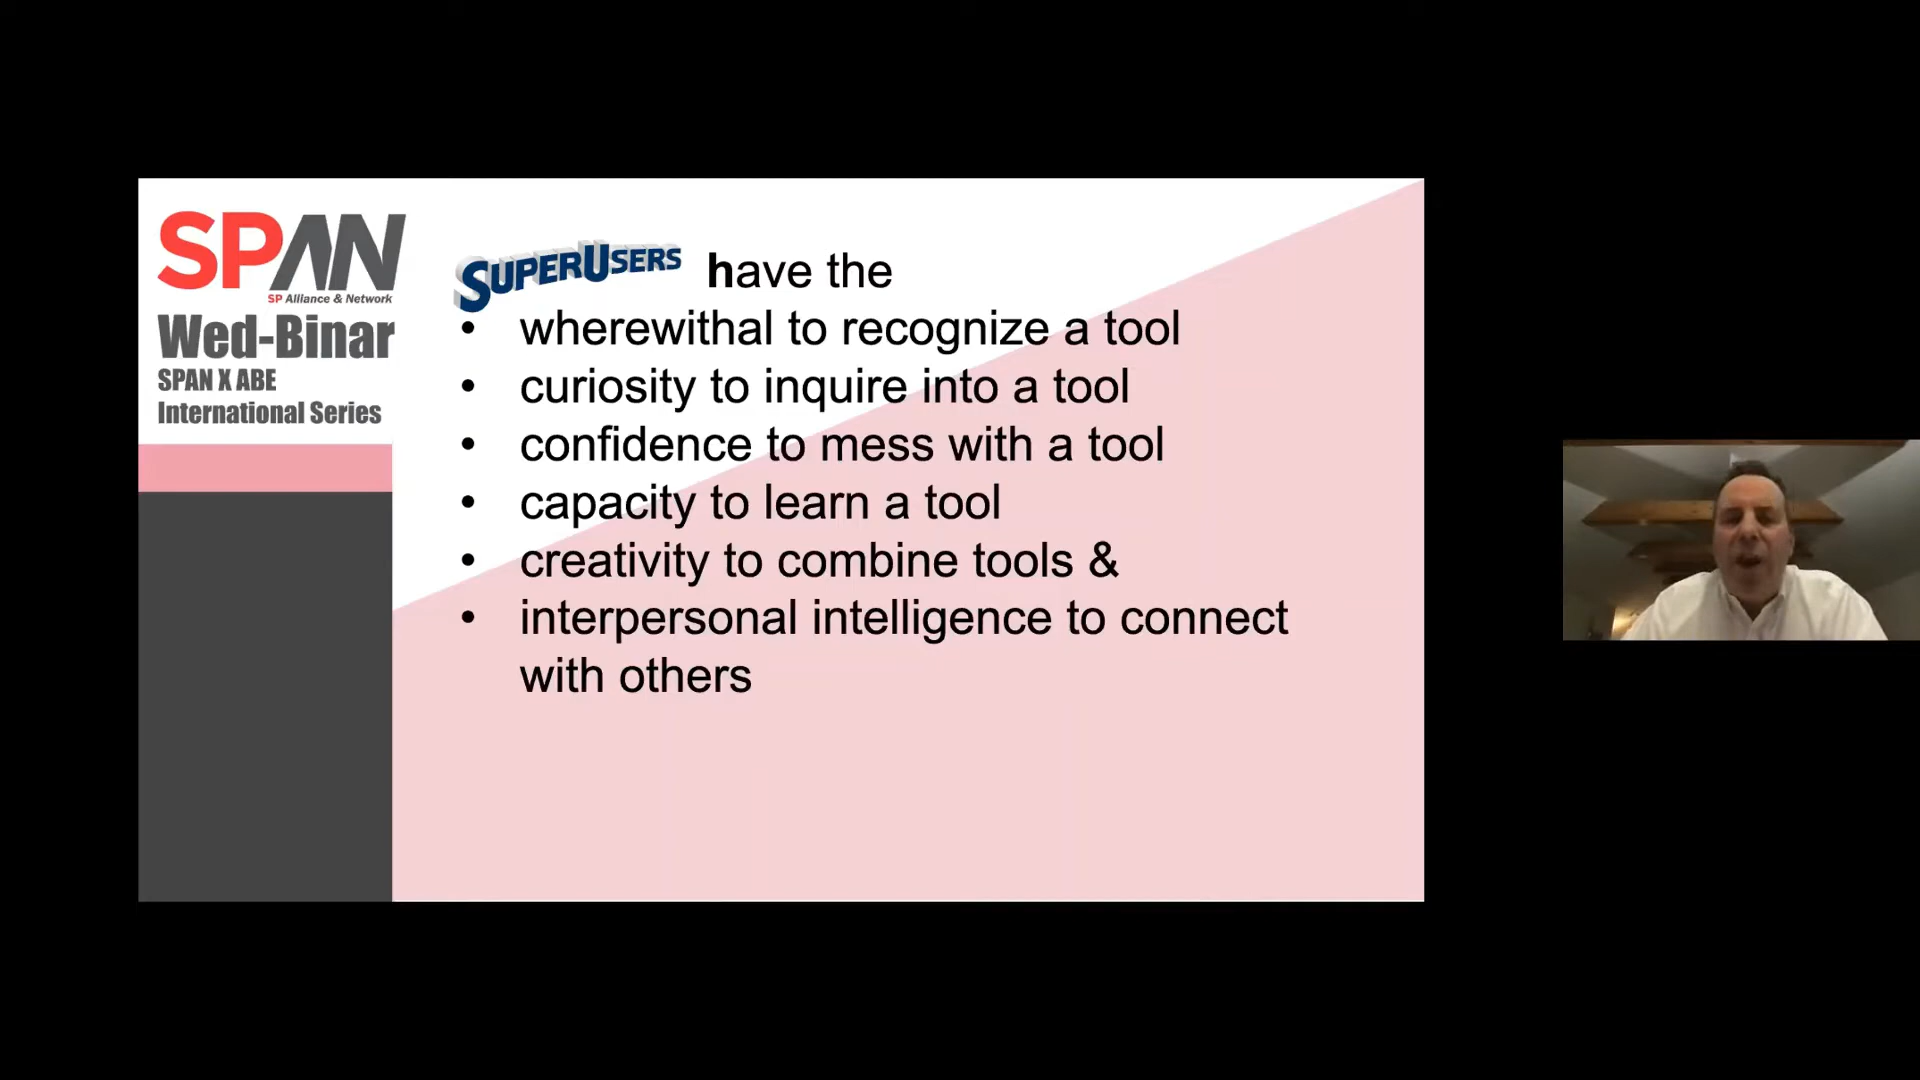 SPAN
SP Alliance & Network
Wed-Binar
SPAN X ABE
International Series
SUPERUSERS have the
• wherewithal to recognize a tool
• curiosity to inquire into a tool
• confidence to mess with a tool
• capacity to learn a tool
• creativity to combine tools &
• interpersonal intelligence to connect
with others